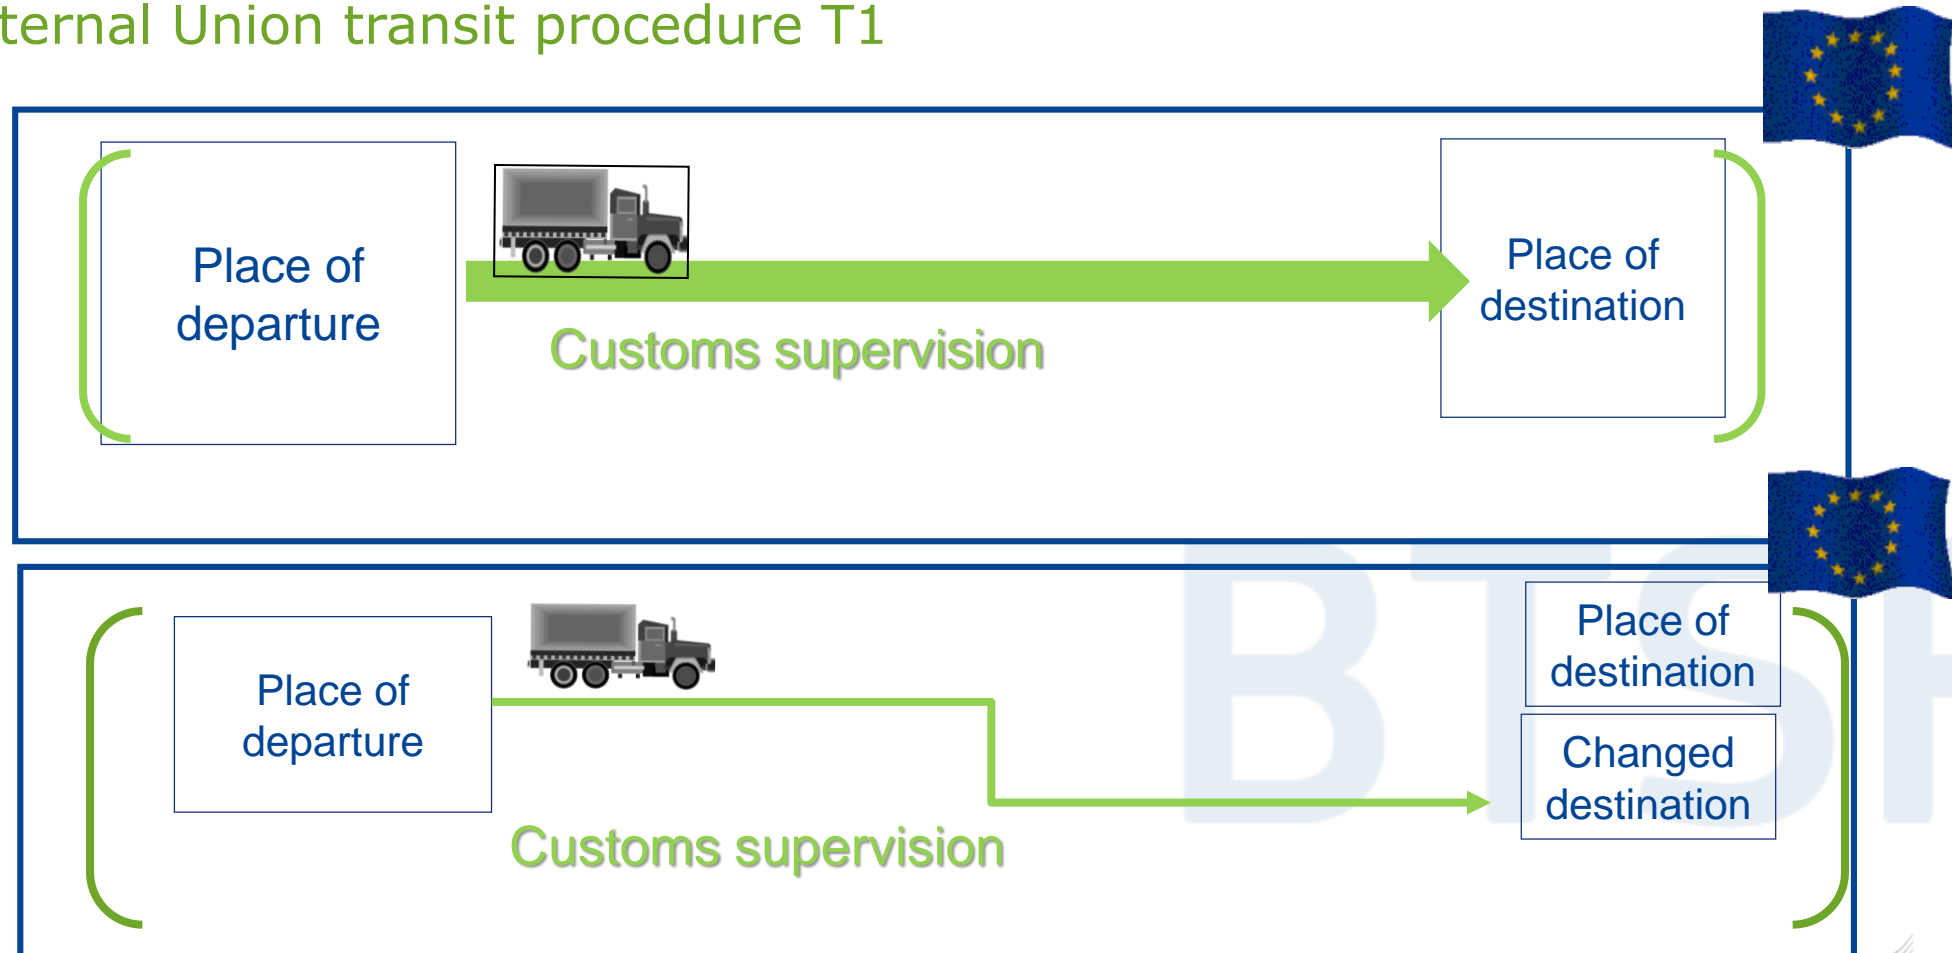 ternal Union transit procedure T1
Place of
departure
Customs supervision
Place of
destination
Place of
departure
Customs supervision
Place of
destination
Changed
destination
BTS